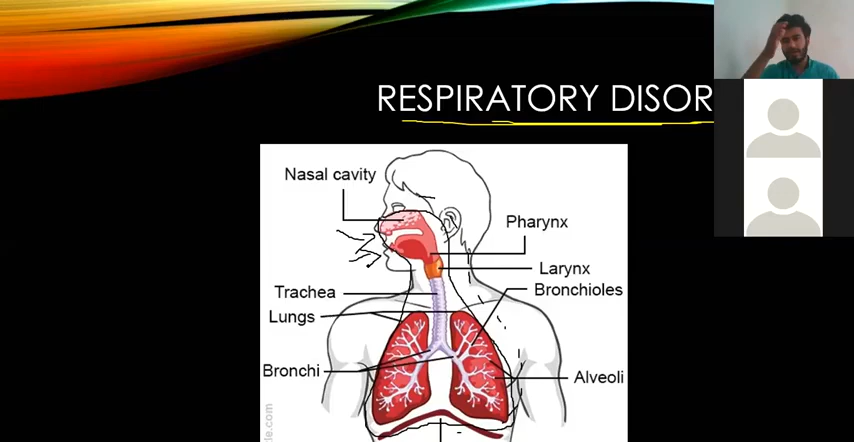 RESPIRATORY DISOR
Nasal cavity
Pharynx
Larynx
Trachea
Bronchioles
Lungs
Bronchi
Alveoli